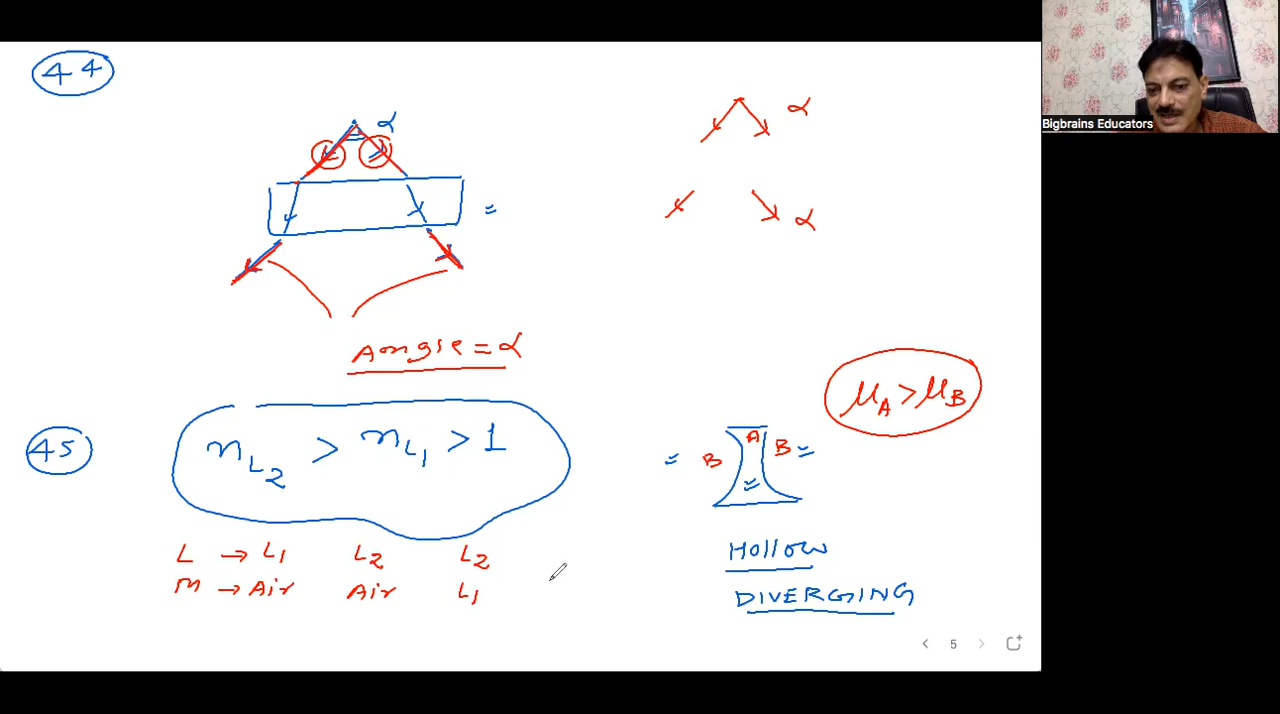 44
α
α
=
α
Angle = α
Bigbrains Educators
μA > μB
45
nL2 > nL1 > 1
= B A B =
=
L → L1 L2 L2
M → Air Air L1
Hollow
DIVERGING
< 5 >